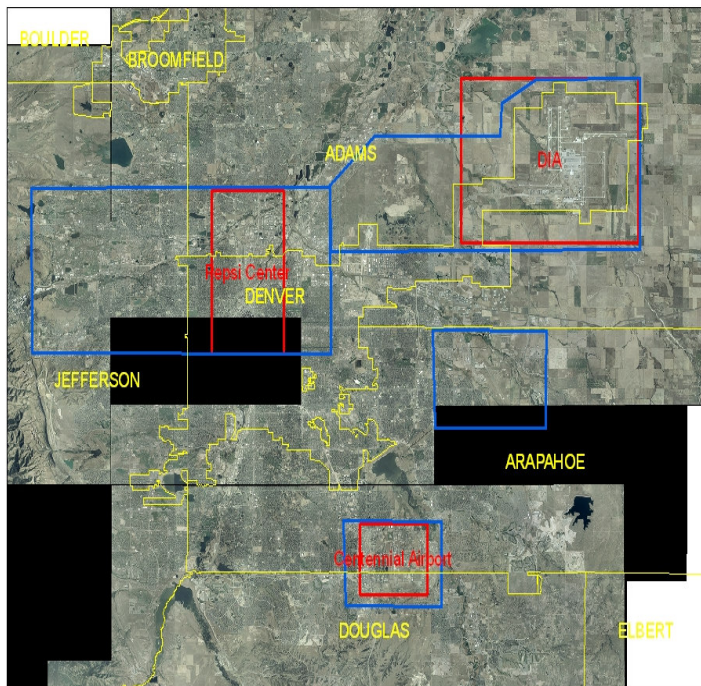 BOULDER
BROOMFIELD
ADAMS
DIA
Pepsi Center
DENVER
JEFFERSON
ARAPAHOE
Centennial Airport
DOUGLAS
ELBERT